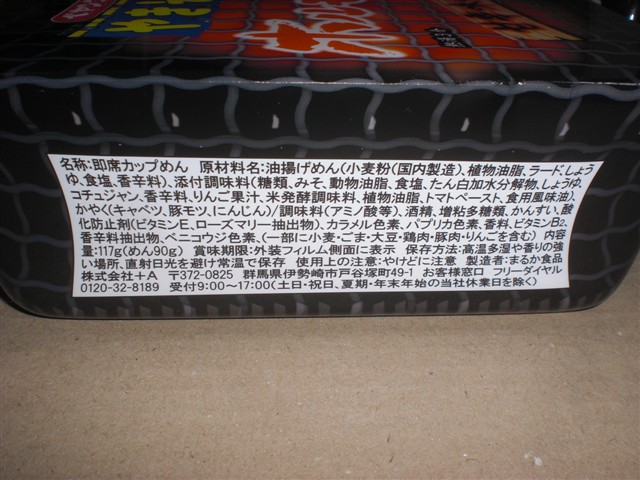 名称:即席カップめん 原材料名:油揚げめん(小麦粉(国内製造)、植物油脂、ラード、しょう
ゆ、食塩、香辛料)、添付調味料(糖類、みそ、動物油脂、食塩、たん白加水分解物、しょうゆ、
コチュジャン、香辛料、りんご果汁、米発酵調味料、植物油脂、トマトペースト、食用風味油)、
かやく(キャベツ、豚モツ、にんじん)/調味料(アミノ酸等)、酒精、増粘多糖類、かんすい、酸
化防止剤(ビタミンE、ローズマリー抽出物)、カラメル色素、パプリカ色素、香料、ビタミンB₂、
香辛料抽出物、ベニコウジ色素、(一部に小麦・ごま・大豆・鶏肉・豚肉・りんごを含む) 内容
量:117g(めん90g) 賞味期限:外装フィルム側面に表示 保存方法:高温多湿や香りの強
い場所、直射日光を避け常温で保存 使用上の注意:やけどに注意 製造者:まるか食品
株式会社+A 〒372-0825 群馬県伊勢崎市戸谷塚町49-1 お客様窓口 フリーダイヤル
0120-32-8189 受付9:00〜17:00(土・日・祝日、夏期・年末年始の当社休業日を除く)